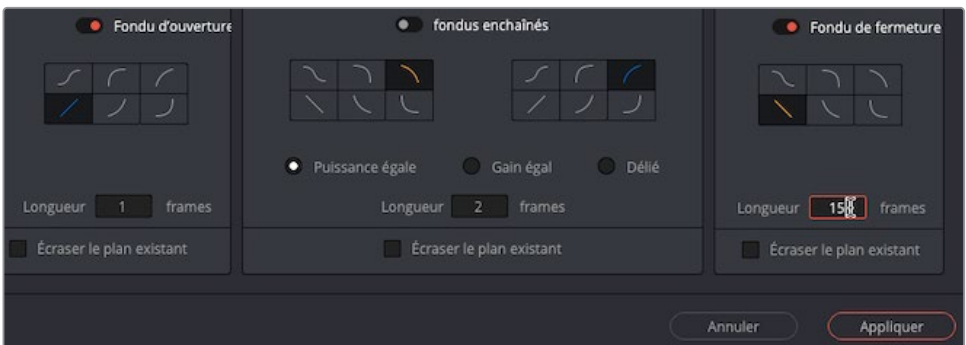 Fondu d'ouverture
fondus enchaînés
Fondu de fermeture
Puissance égale
Gain égal
Délié
Longueur 1 frames
Longueur 2 frames
Longueur 15 frames
Écraser le plan existant
Écraser le plan existant
Écraser le plan existant
Annuler
Appliquer